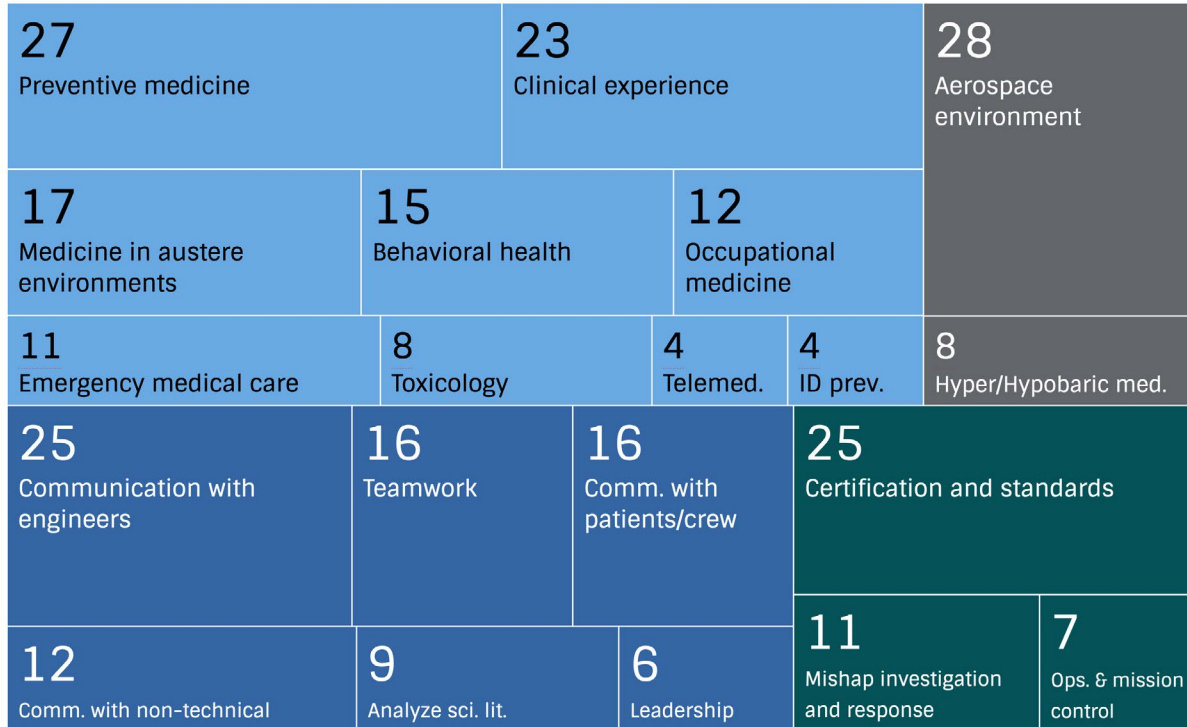 27
Preventive medicine
23
Clinical experience
28
Aerospace
environment
17
Medicine in austere
environments
15
Behavioral health
12
Occupational
medicine
11
Emergency medical care
8
Toxicology
4
Telemed.
4
ID prev.
8
Hyper/Hypobaric med.
25
Communication with
engineers
16
Teamwork
16
Comm. with
patients/crew
25
Certification and standards
12
Comm. with non-technical
9
Analyze sci. lit.
6
Leadership
11
Mishap investigation
and response
7
Ops. & mission
control